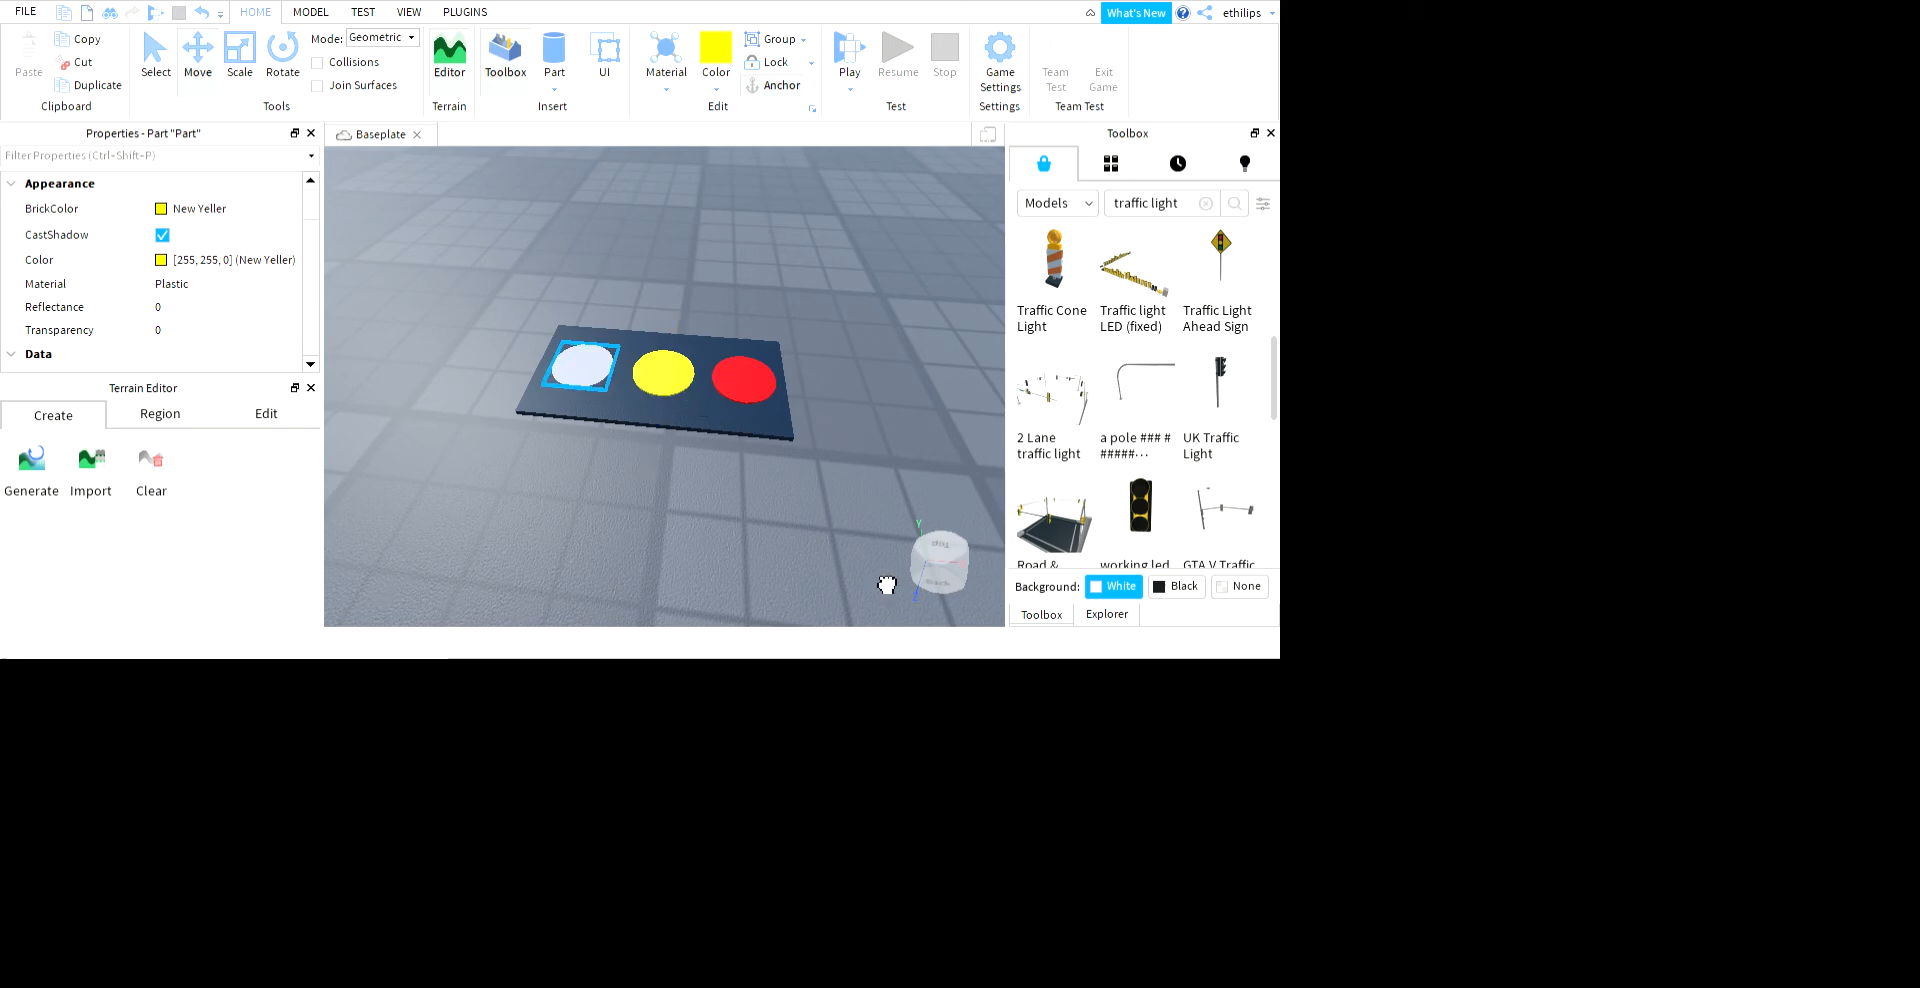 FILE HOME MODEL TEST VIEW PLUGINS What's New ethilips
Copy
Cut
Duplicate
Paste
Clipboard
Select Move Scale Rotate
Mode: Geometric
Collisions
Join Surfaces
Tools
Editor
Terrain
Toolbox Part UI
Insert
Material Color
Group
Lock
Anchor
Edit
Play Resume Stop
Test
Game
Settings
Settings
Team
Test
Exit
Game
Team Test
Properties - Part "Part"
Filter Properties (Ctrl+Shift+P)
Appearance
BrickColor New Yeller
CastShadow
Color [255, 255, 0] (New Yeller)
Material Plastic
Reflectance 0
Transparency 0
Data
Terrain Editor
Create Region Edit
Generate Import Clear
Baseplate
Y
Top
Back
Z
Toolbox
Models traffic light
Traffic Cone
Light
Traffic light
LED (fixed)
Traffic Light
Ahead Sign
2 Lane
traffic light
a pole ### #
#####...
UK Traffic
Light
Road & working led GTA V Traffic
Background: White Black None
Toolbox Explorer